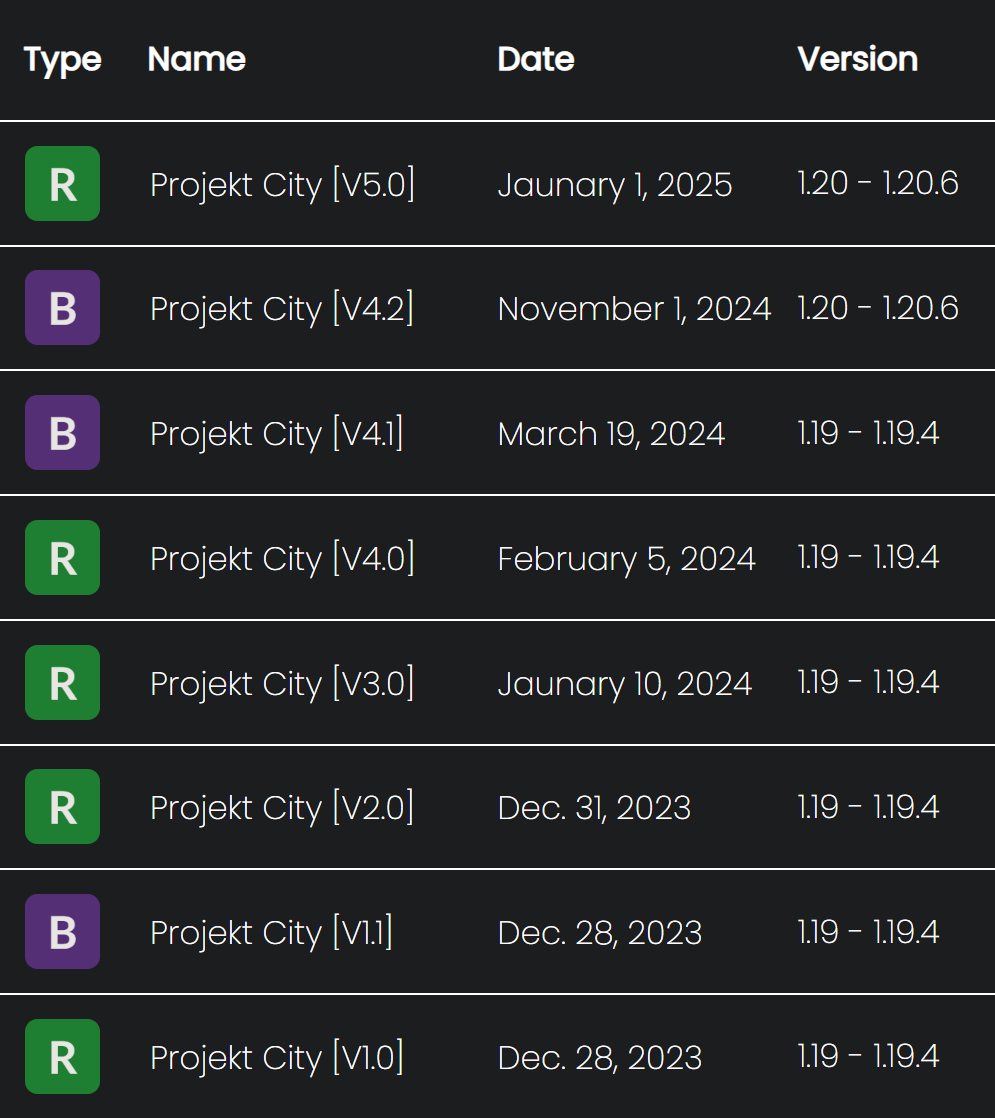 Type Name Date Version
R Projekt City [V5.0] Jaunary 1, 2025 1.20 - 1.20.6
B Projekt City [V4.2] November 1, 2024 1.20 - 1.20.6
B Projekt City [V4.1] March 19, 2024 1.19 - 1.19.4
R Projekt City [V4.0] February 5, 2024 1.19 - 1.19.4
R Projekt City [V3.0] Jaunary 10, 2024 1.19 - 1.19.4
R Projekt City [V2.0] Dec. 31, 2023 1.19 - 1.19.4
B Projekt City [V1.1] Dec. 28, 2023 1.19 - 1.19.4
R Projekt City [V1.0] Dec. 28, 2023 1.19 - 1.19.4